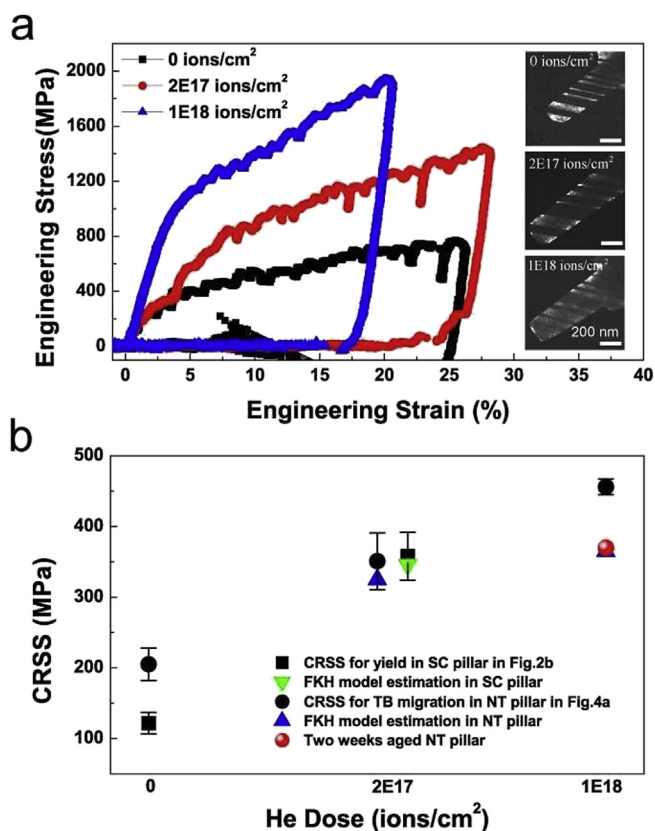 a
0 ions/cm²
2E17 ions/cm²
1E18 ions/cm²
Engineering Stress(MPa)
2000
1600
1200
800
400
0
0 5 10 15 20 25 30 35 40
Engineering Strain (%)
0 ions/cm²
2E17 ions/cm²
1E18 ions/cm²
200 nm
b
CRSS (MPa)
500
400
300
200
100
0 2E17 1E18
He Dose (ions/cm²)
CRSS for yield in SC pillar in Fig.2b
FKH model estimation in SC pillar
CRSS for TB migration in NT pillar in Fig.4a
FKH model estimation in NT pillar
Two weeks aged NT pillar